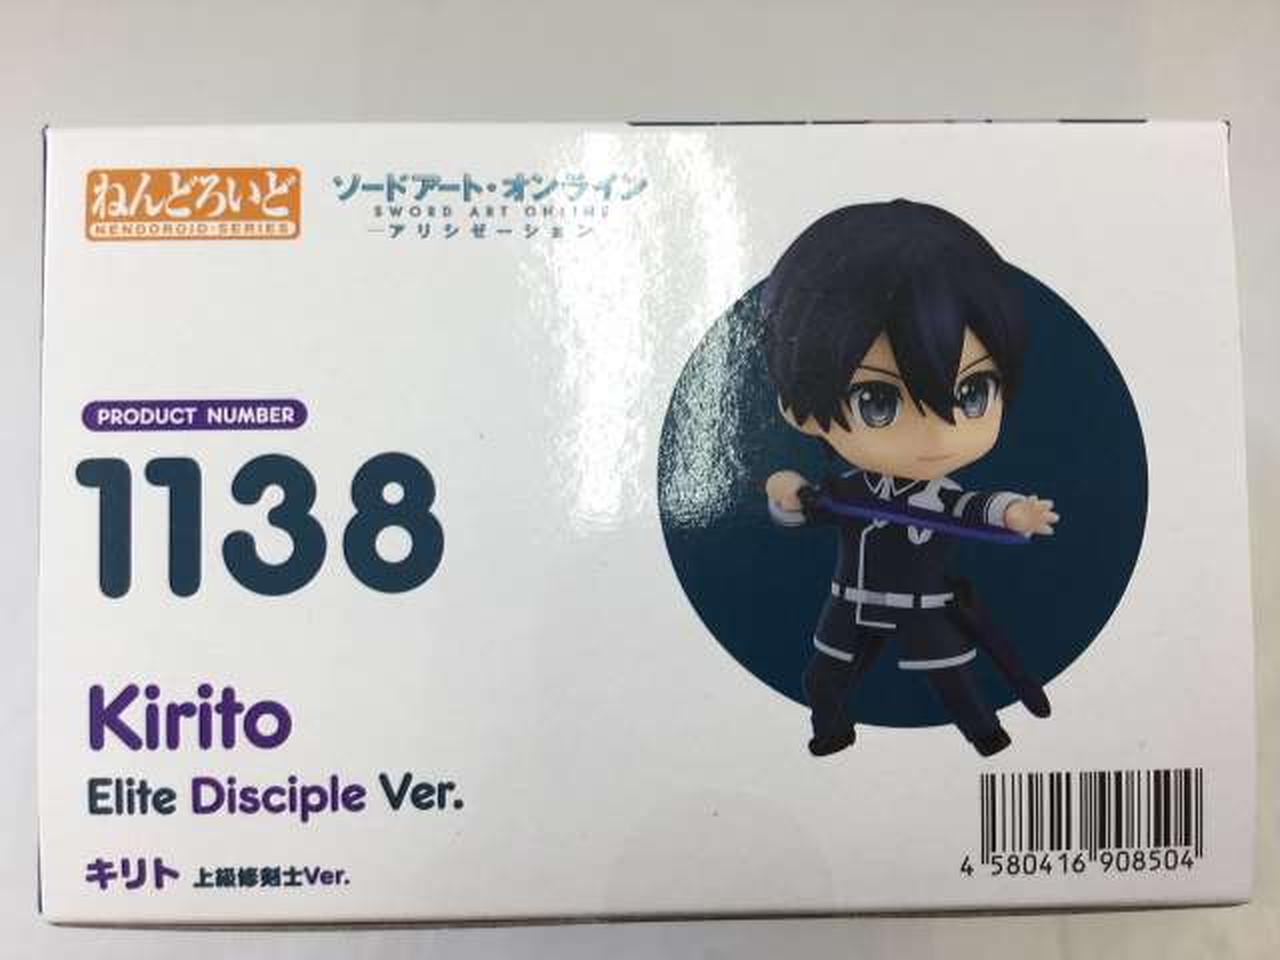 ねんどろいど
NENDOROID SERIES
ソードアート・オンライン
SWORD ART ONLINE
アリシゼーション
PRODUCT NUMBER
1138
Kirito
Elite Disciple Ver.
キリト 上級修剣士Ver.
4 580416 908504